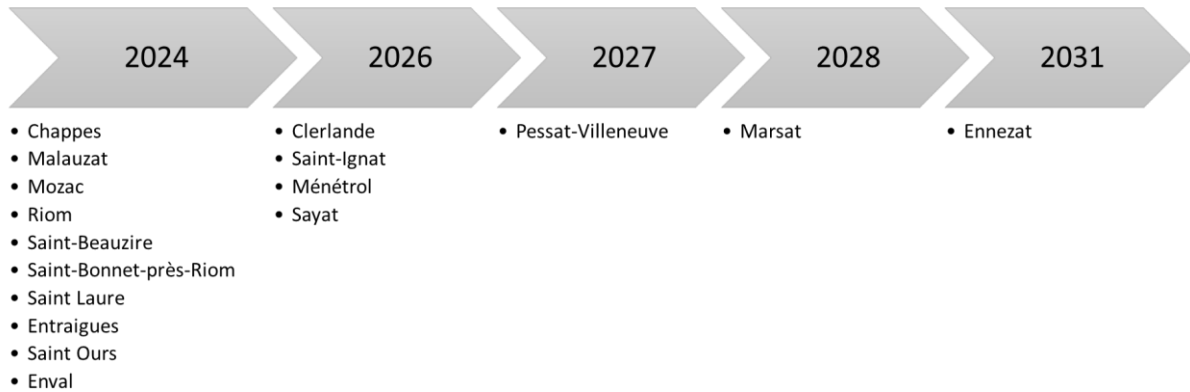 2024
• Chappes
• Malauzat
• Mozac
• Riom
• Saint-Beauzire
• Saint-Bonnet-près-Riom
• Saint Laure
• Entraigues
• Saint Ours
• Enval
2026
• Clerlande
• Saint-Ignat
• Ménétrol
• Sayat
2027
• Pessat-Villeneuve
2028
• Marsat
2031
• Ennezat